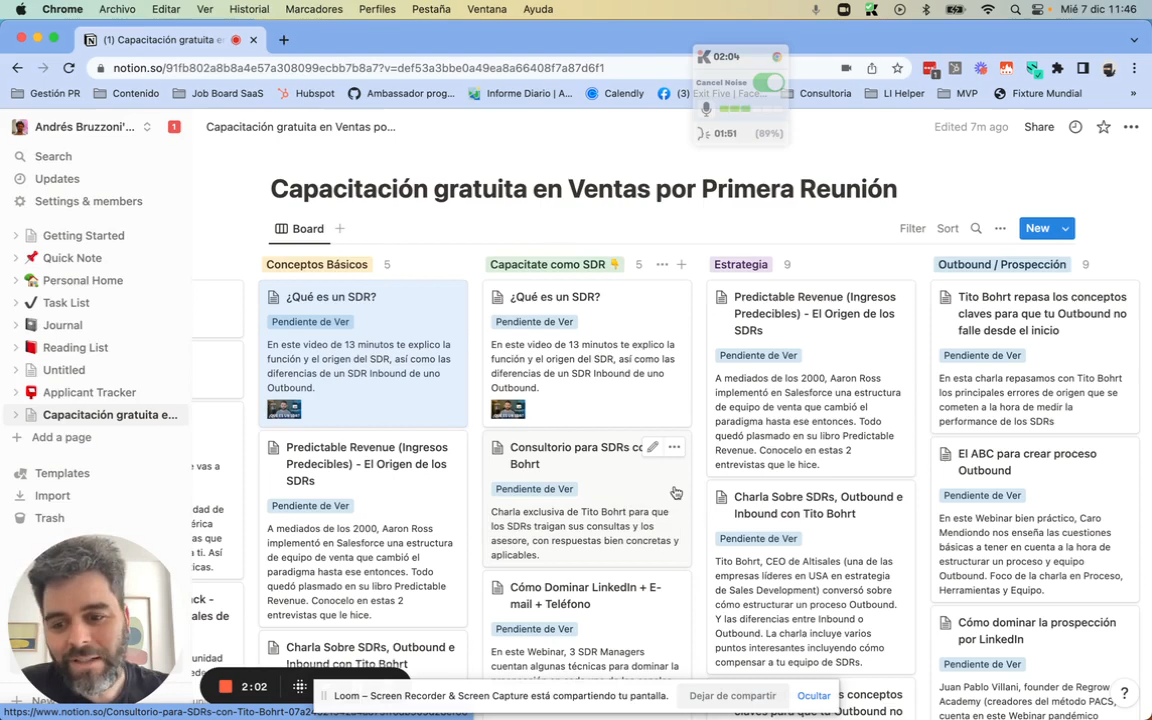 Chrome Archivo Editar Ver Historial Marcadores Perfiles Pestaña Ventana Ayuda Mié 7 dic 11:46
(1) Capacitación gratuita e
notion.so/91fb802a8b8a4e57a308099ecbb7b8a7?v=def53a3bbe0a49ea8a66408f7a87d6f1
Gestión PR Contenido Job Board SaaS Hubspot Ambassador prog... Informe Diario | A... Calendly (3) Exit Five | Face... Consultoria LI Helper MVP Fixture Mundial »
02:04
Cancel Noise
01:51 (89%)
Andrés Bruzzoni'... 1
Capacitación gratuita en Ventas po...
Edited 7m ago Share
Search
Updates
Settings & members
Getting Started
Quick Note
Personal Home
Task List
Journal
Reading List
Untitled
Applicant Tracker
Capacitación gratuita e...
Add a page
Templates
Import
Trash
Capacitación gratuita en Ventas por Primera Reunión
Board
Filter Sort New
Conceptos Básicos 5
¿Qué es un SDR?
Pendiente de Ver
En este video de 13 minutos te explico la
función y el origen del SDR, así como las
diferencias de un SDR Inbound de uno
Outbound.
Predictable Revenue (Ingresos
Predecibles) - El Origen de los
SDRs
Pendiente de Ver
A mediados de los 2000, Aaron Ross
implementó en Salesforce una estructura
de equipo de venta que cambió el
paradigma hasta ese entonces. Todo
quedó plasmado en su libro Predictable
Revenue. Conocelo en estas 2
entrevistas que le hice.
Charla Sobre SDRs, Outbound e
Inbound con Tito Bohrt
Capacitate como SDR 5
¿Qué es un SDR?
Pendiente de Ver
En este video de 13 minutos te explico la
función y el origen del SDR, así como las
diferencias de un SDR Inbound de uno
Outbound.
Consultorio para SDRs co
Bohrt
Pendiente de Ver
Charla exclusiva de Tito Bohrt para que
los SDRs traigan sus consultas y los
asesore, con respuestas bien concretas y
aplicables.
Cómo Dominar LinkedIn + E-
mail + Teléfono
Pendiente de Ver
En este Webinar, 3 SDR Managers
cuentan algunas técnicas para dominar la
Estrategia 9
Predictable Revenue (Ingresos
Predecibles) - El Origen de los
SDRs
Pendiente de Ver
A mediados de los 2000, Aaron Ross
implementó en Salesforce una estructura
de equipo de venta que cambió el
paradigma hasta ese entonces. Todo
quedó plasmado en su libro Predictable
Revenue. Conocelo en estas 2
entrevistas que le hice.
Charla Sobre SDRs, Outbound e
Inbound con Tito Bohrt
Pendiente de Ver
Tito Bohrt, CEO de Altisales (una de las
empresas líderes en USA en estrategia
de Sales Development) conversó sobre
cómo estructurar un proceso Outbound.
Y las diferencias entre Inbound o
Outbound. La charla incluye varios
puntos interesantes incluyendo cómo
compensar a tu equipo de SDRs.
os conceptos
claves para que tu Outbound no
Outbound / Prospección 9
Tito Bohrt repasa los conceptos
claves para que tu Outbound no
falle desde el inicio
Pendiente de Ver
En esta charla repasamos con Tito Bohrt
los principales errores de origen que se
cometen a la hora de medir la
performance de los SDRs
El ABC para crear proceso
Outbound
Pendiente de Ver
En este Webinar bien práctico, Caro
Mendiondo nos enseña las cuestiones
básicas a tener en cuenta a la hora de
estructurar un proceso y equipo
Outbound. Foco de la charla en Proceso,
Herramientas y Equipo.
Cómo dominar la prospección
por LinkedIn
Pendiente de Ver
Juan Pablo Villani, founder de Regrow
Academy (creadores del método PACS,
2:02
Loom – Screen Recorder & Screen Capture está compartiendo tu pantalla. Dejar de compartir Ocultar
?